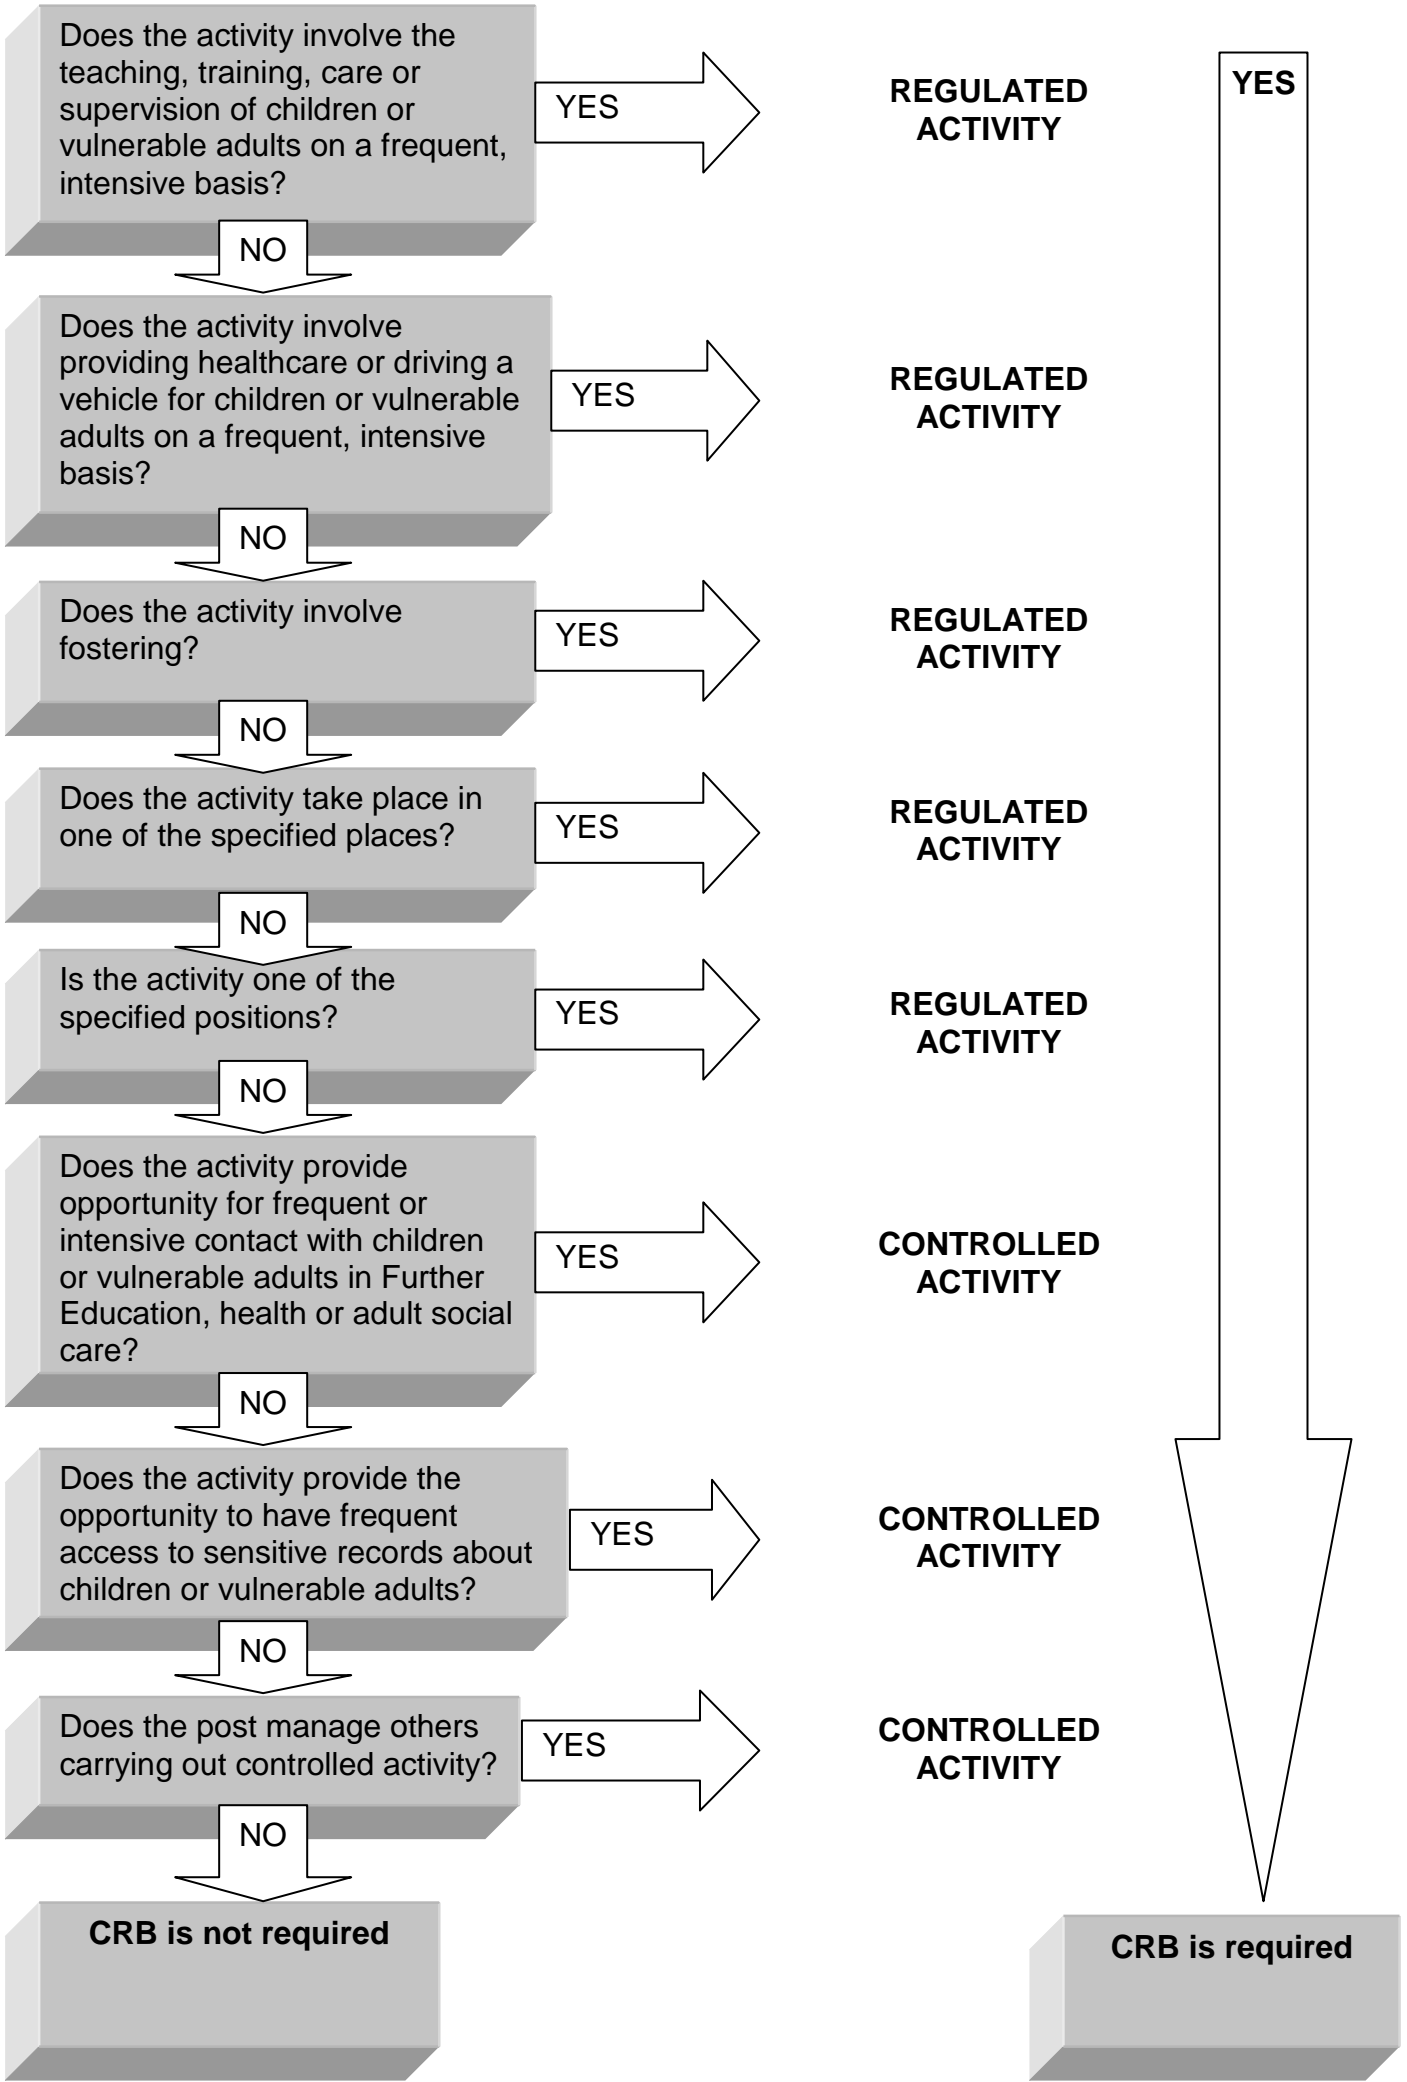 Does the activity involve the
teaching, training, care or
supervision of children or
vulnerable adults on a frequent,
intensive basis?
YES
REGULATED
ACTIVITY
YES
NO
Does the activity involve
providing healthcare or driving a
vehicle for children or vulnerable
adults on a frequent, intensive
basis?
YES
REGULATED
ACTIVITY
NO
Does the activity involve
fostering?
YES
REGULATED
ACTIVITY
NO
Does the activity take place in
one of the specified places?
YES
REGULATED
ACTIVITY
NO
Is the activity one of the
specified positions?
YES
REGULATED
ACTIVITY
NO
Does the activity provide
opportunity for frequent or
intensive contact with children
or vulnerable adults in Further
Education, health or adult social
care?
YES
CONTROLLED
ACTIVITY
NO
Does the activity provide the
opportunity to have frequent
access to sensitive records about
children or vulnerable adults?
YES
CONTROLLED
ACTIVITY
NO
Does the post manage others
carrying out controlled activity?
YES
CONTROLLED
ACTIVITY
NO
CRB is not required
CRB is required